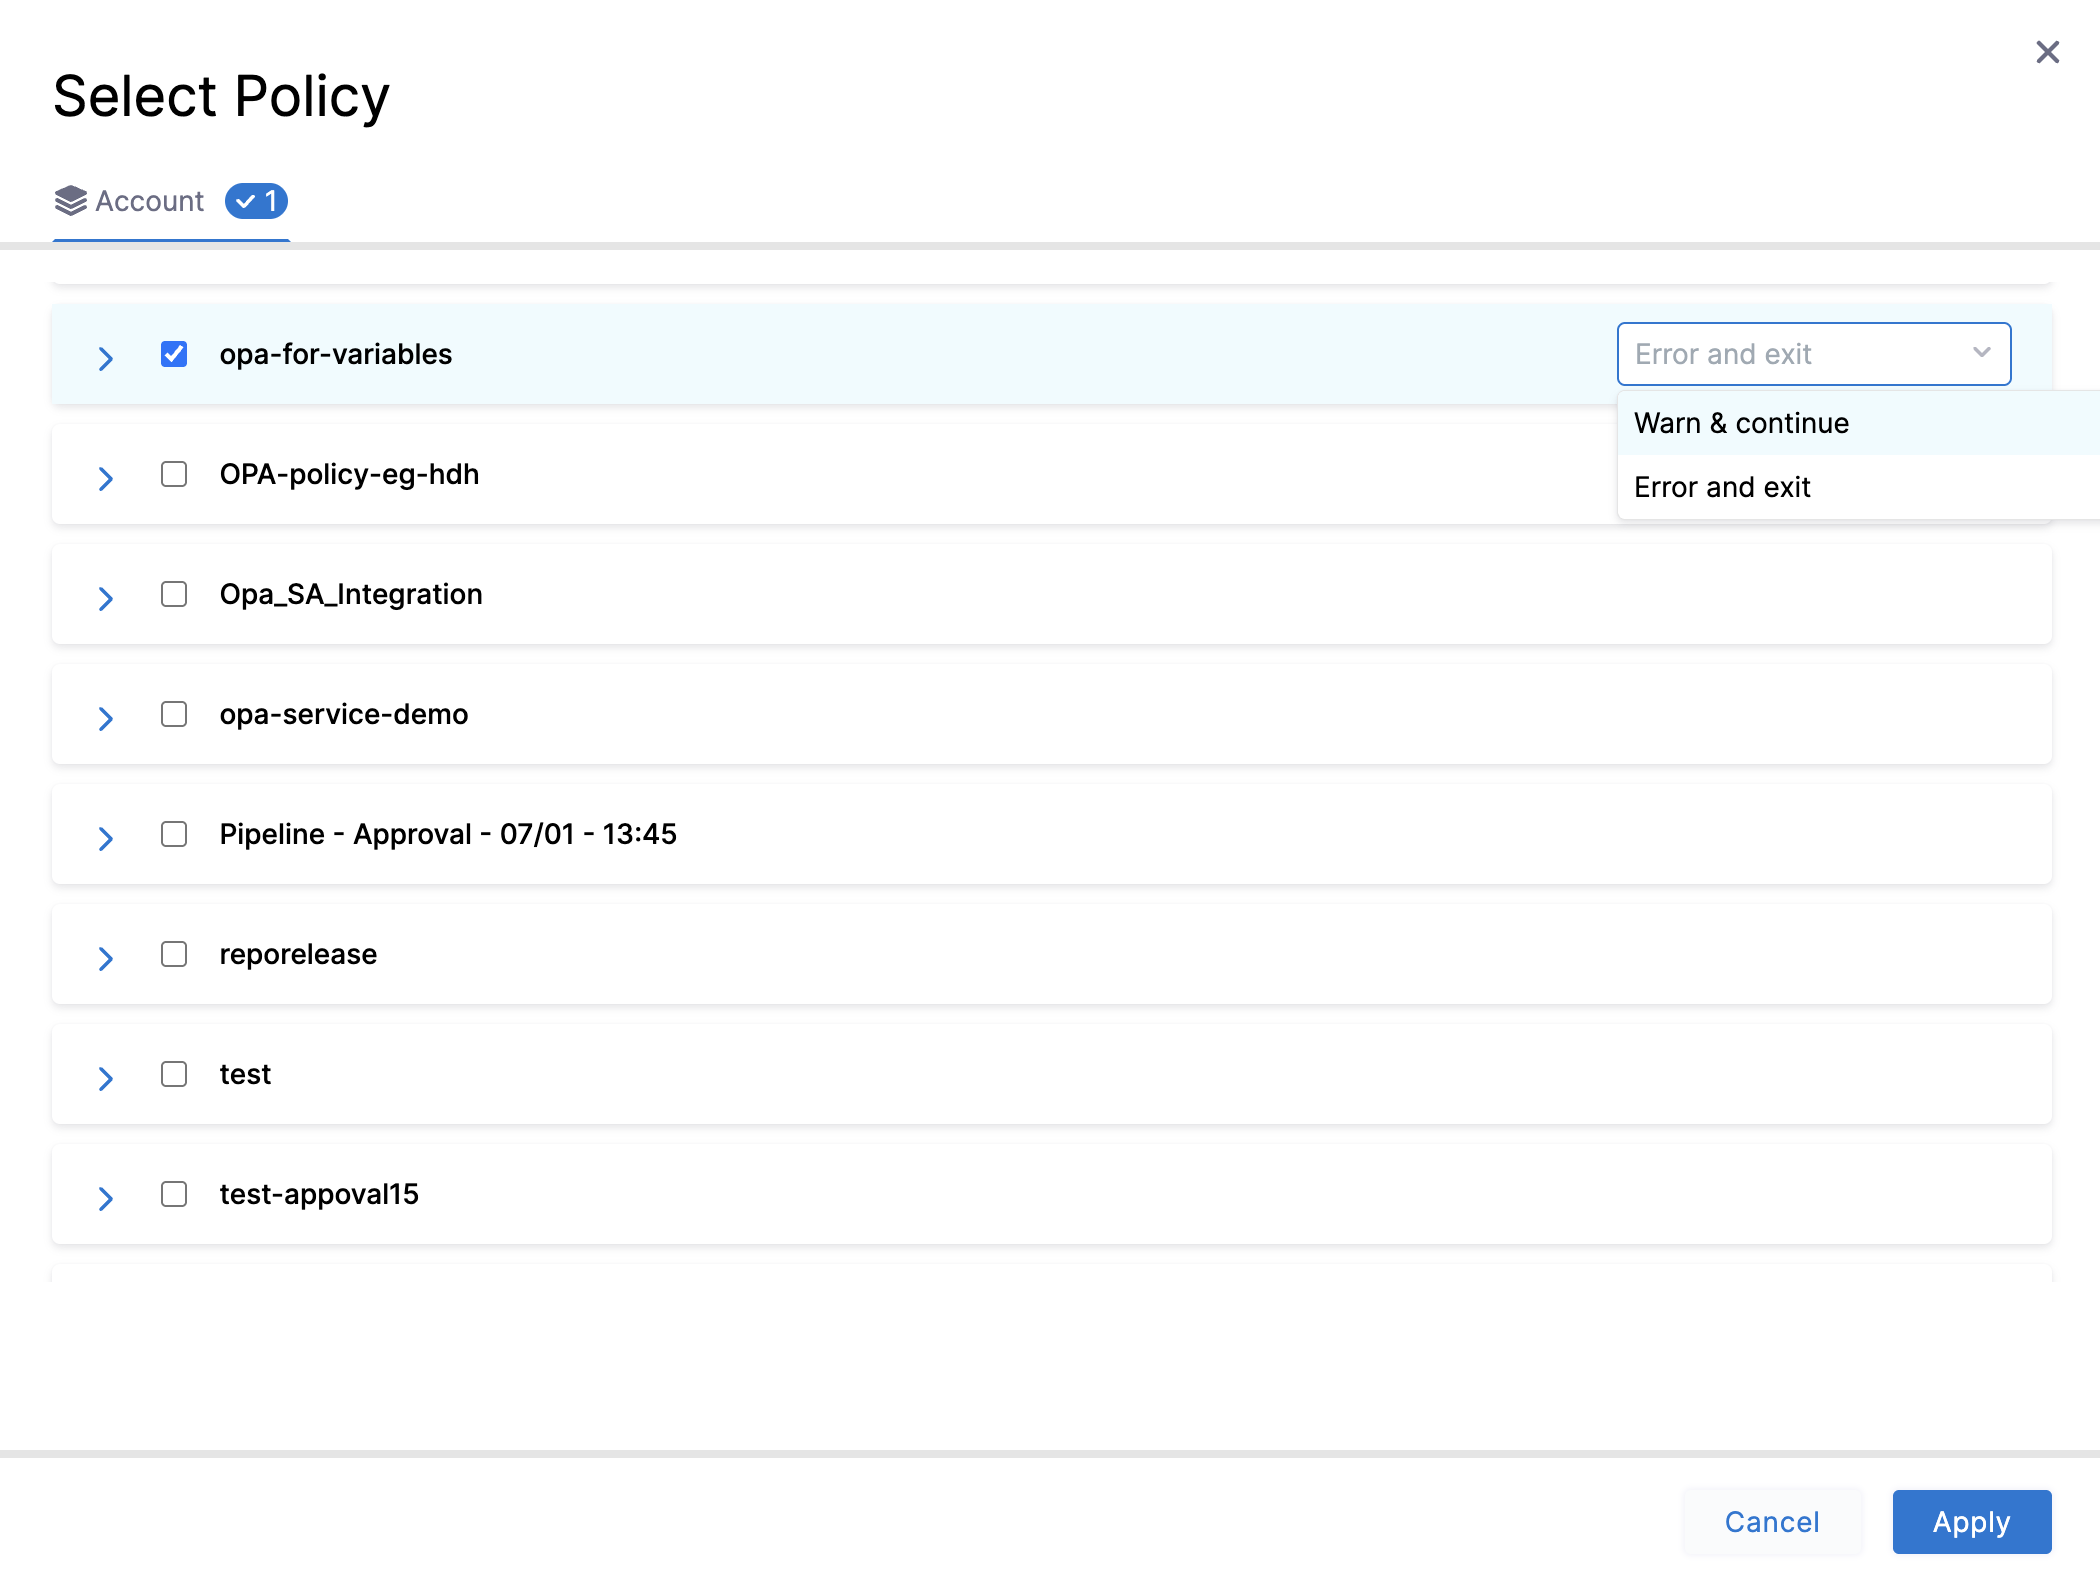 Select Policy
Account 1
opa-for-variables
Error and exit
Warn & continue
OPA-policy-eg-hdh
Error and exit
Opa_SA_Integration
opa-service-demo
Pipeline - Approval - 07/01 - 13:45
reporelease
test
test-appoval15
Cancel
Apply